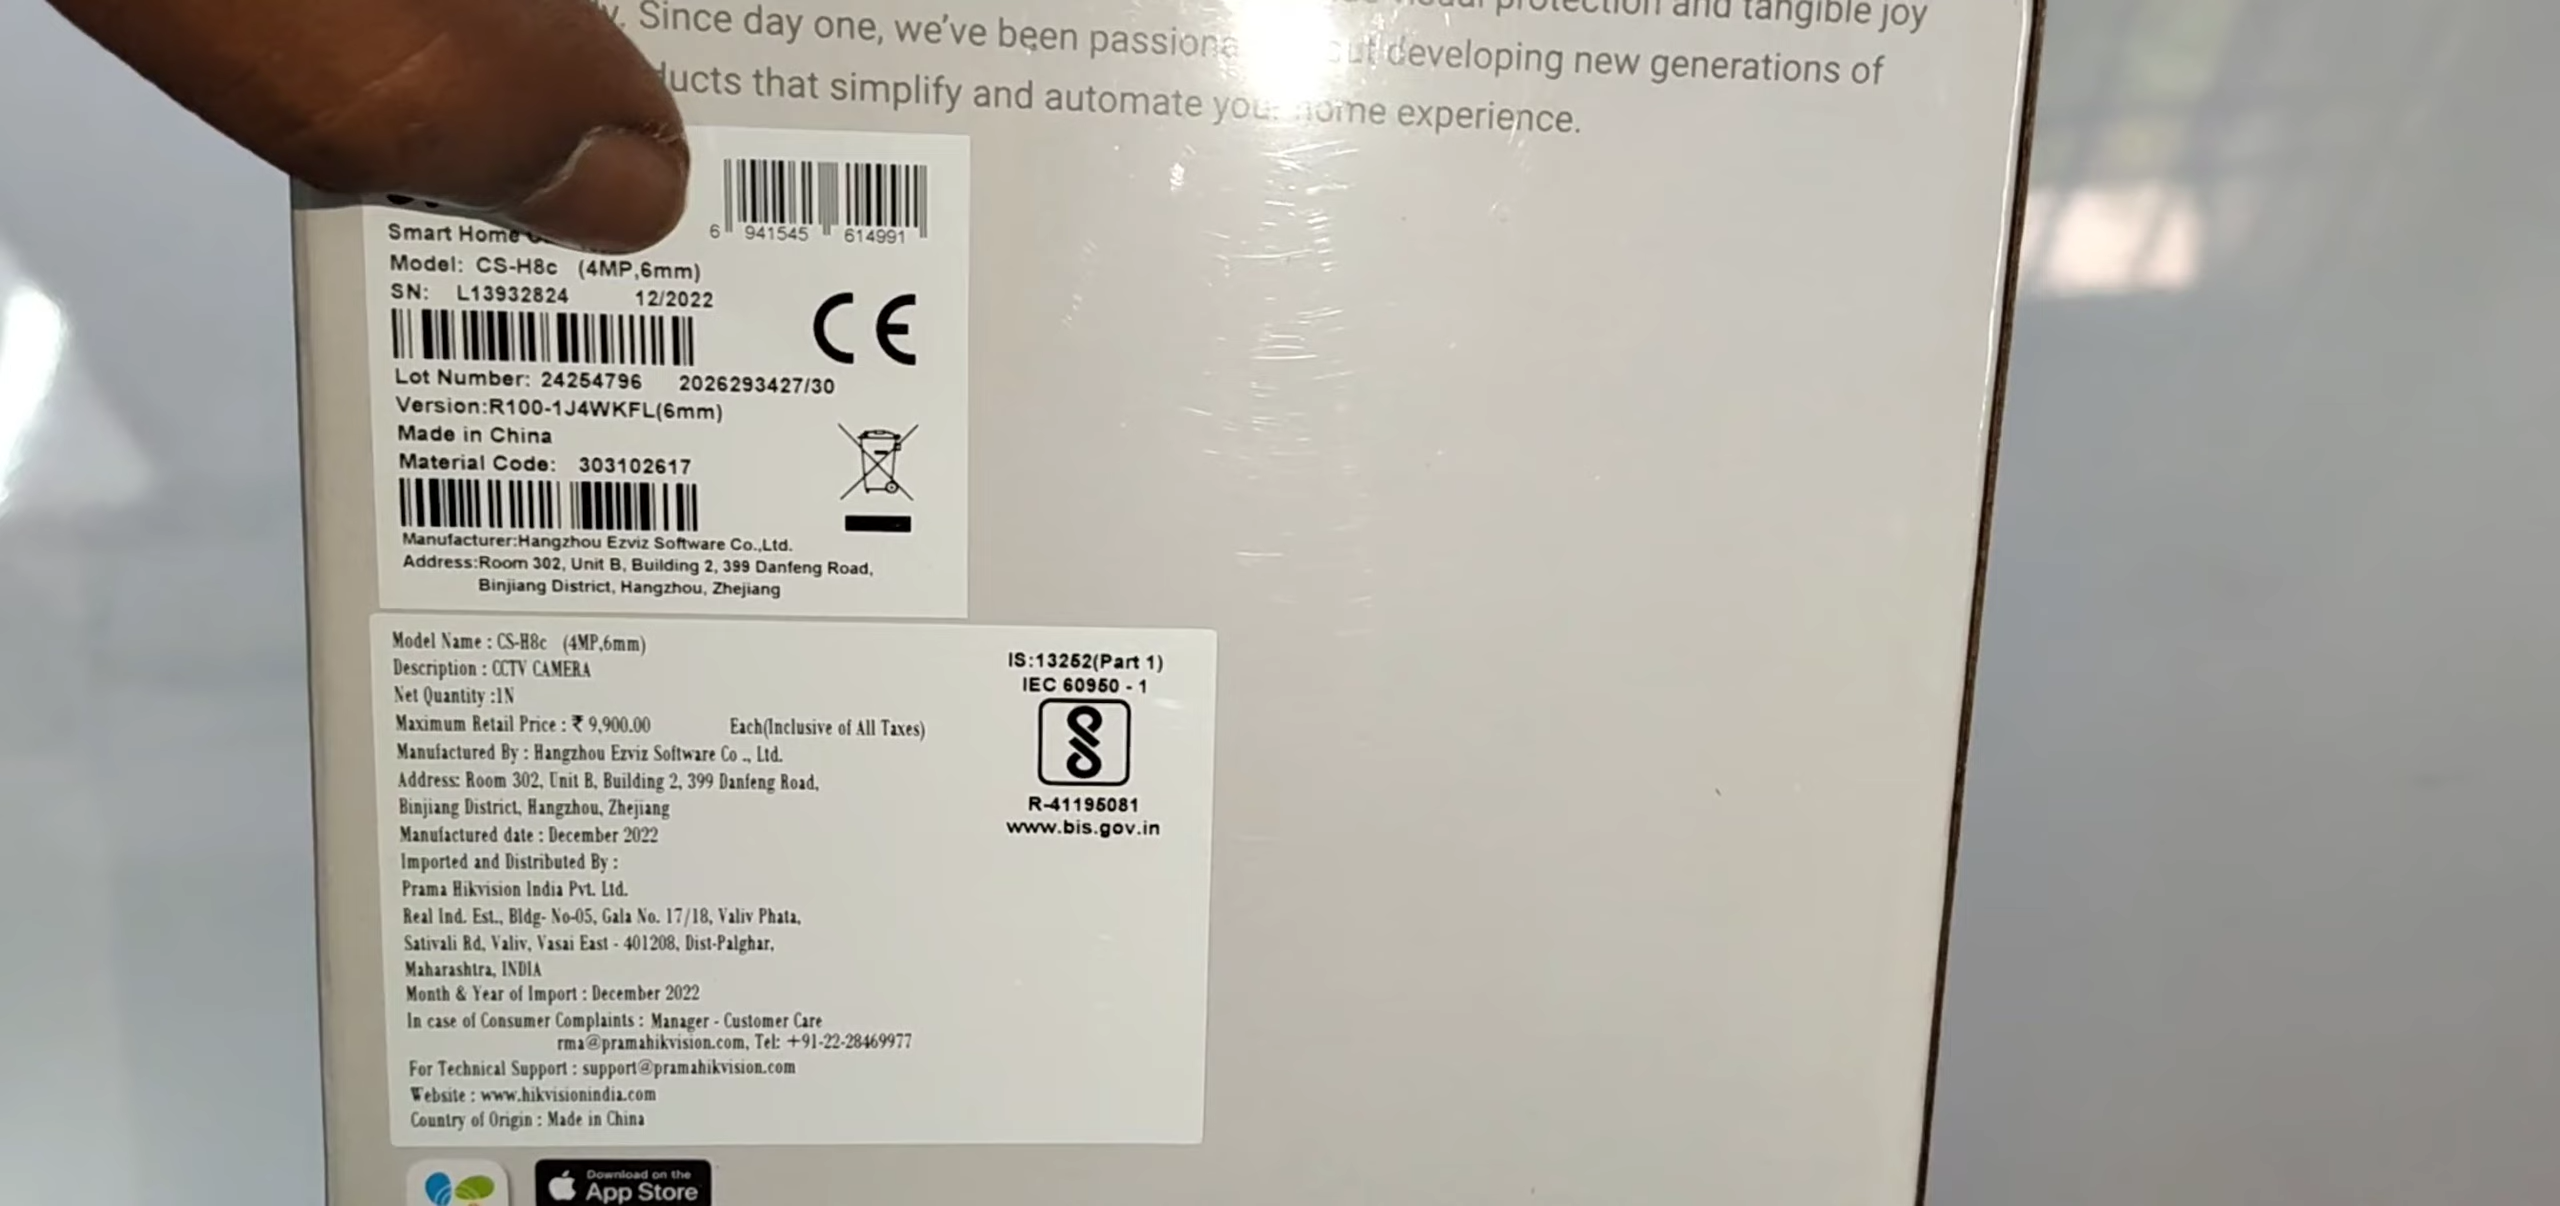 Since day one, we've been developing new generations of
that simplify and automate experience.
tangible joy
6 941545 614991
Smart Home
Model: CS-H8c (4MP,6mm)
SN: L13932824 12/2022
CE
Lot Number: 24254796 2026293427/30
Version:R100-1J4WKFL(6mm)
Made in China
Material Code: 303102617
Manufacturer:Hangzhou Ezviz Software Co.,Ltd.
Address:Room 302, Unit B, Building 2, 399 Danfeng Road,
Binjiang District, Hangzhou, Zhejiang
Model Name : CS-H8c (4MP,6mm)
Description : CCTV CAMERA
Net Quantity :1N
Maximum Retail Price : ₹ 9,900.00 Each(Inclusive of All Taxes)
Manufactured By : Hangzhou Ezviz Software Co ., Ltd.
Address: Room 302, Unit B, Building 2, 399 Danfeng Road,
Binjiang District, Hangzhou, Zhejiang
Manufactured date : December 2022
Imported and Distributed By :
Prama Hikvision India Pvt. Ltd.
Real Ind. Est., Bldg- No-05, Gala No. 17/18, Valiv Phata,
Sativali Rd, Valiv, Vasai East - 401208, Dist-Palghar,
Maharashtra, INDIA
Month & Year of Import : December 2022
In case of Consumer Complaints : Manager - Customer Care
rma@pramahikvision.com, Tel: +91-22-28469977
For Technical Support : support@pramahikvision.com
Website : www.hikvisionindia.com
Country of Origin : Made in China
IS:13252(Part 1)
IEC 60950 - 1
R-41195081
www.bis.gov.in
Download on the
App Store